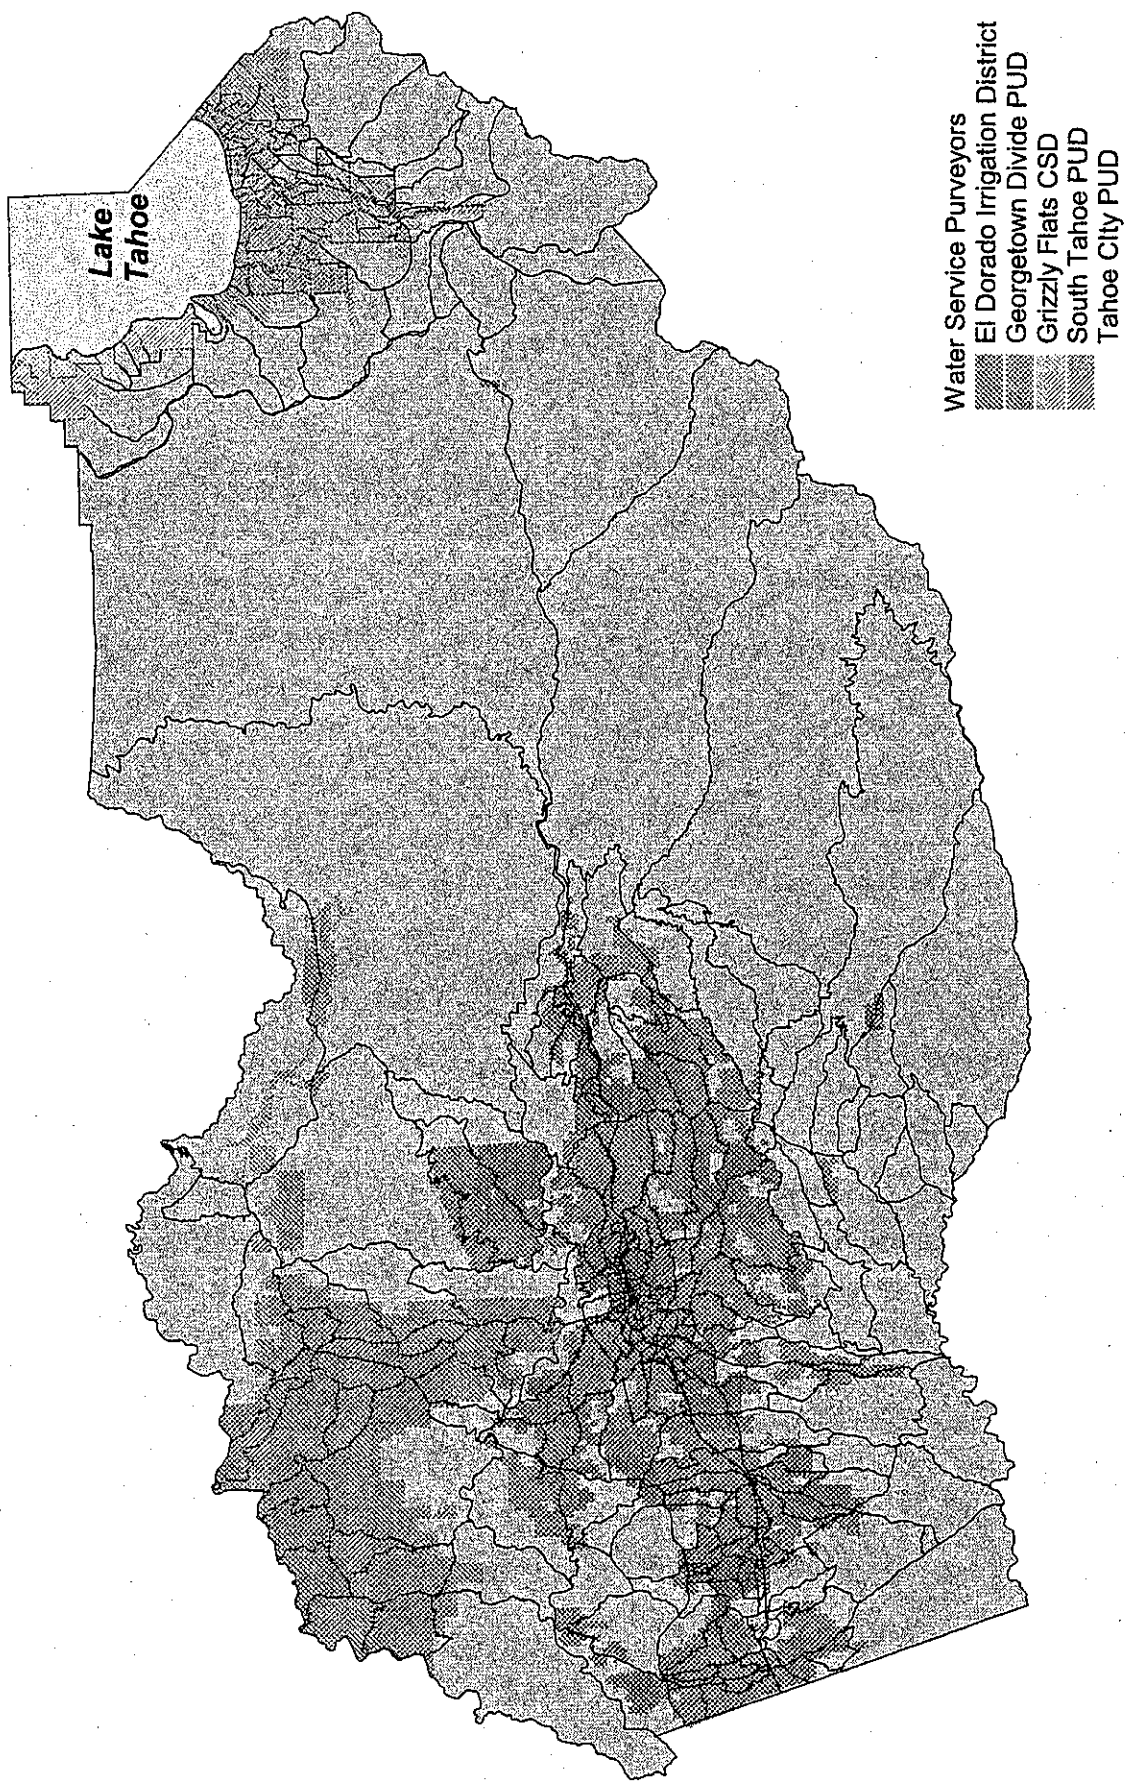 Lake
Tahoe
Water Service Purveyors
El Dorado Irrigation District
Georgetown Divide PUD
Grizzly Flats CSD
South Tahoe PUD
Tahoe City PUD